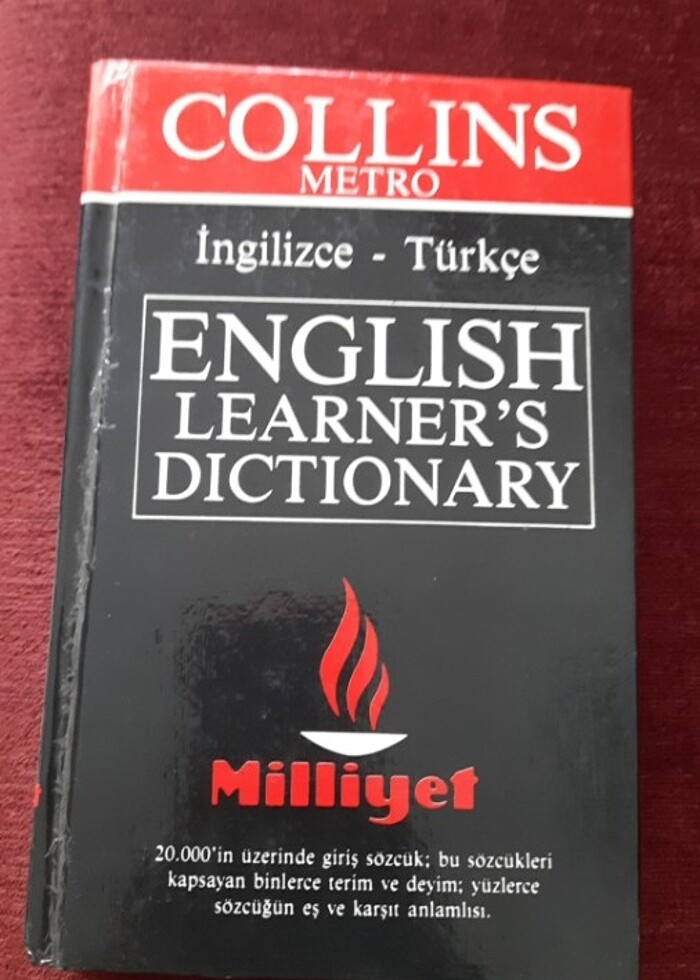 COLLINS
METRO
İngilizce - Türkçe
ENGLISH
LEARNER'S
DICTIONARY
Milliyet
20.000'in üzerinde giriş sözcük; bu sözcükleri
kapsayan binlerce terim ve deyim; yüzlerce
sözcüğün eş ve karşıt anlamlısı.